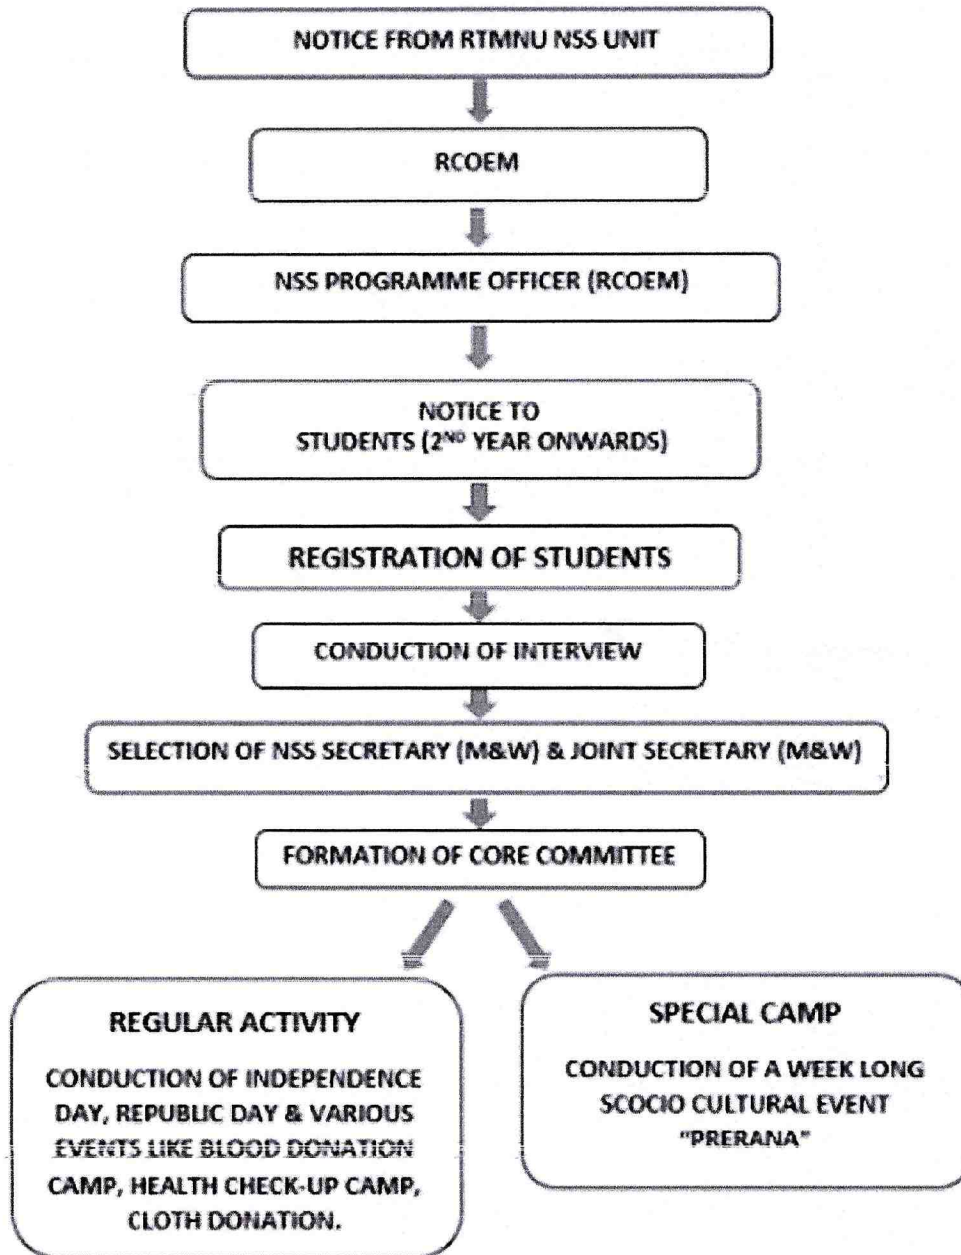 NOTICE FROM RTMNU NSS UNIT
RCOEM
NSS PROGRAMME OFFICER (RCOEM)
NOTICE TO
STUDENTS (2ND YEAR ONWARDS)
REGISTRATION OF STUDENTS
CONDUCTION OF INTERVIEW
SELECTION OF NSS SECRETARY (M&W) & JOINT SECRETARY (M&W)
FORMATION OF CORE COMMITTEE
REGULAR ACTIVITY
CONDUCTION OF INDEPENDENCE
DAY, REPUBLIC DAY & VARIOUS
EVENTS LIKE BLOOD DONATION
CAMP, HEALTH CHECK-UP CAMP,
CLOTH DONATION.
SPECIAL CAMP
CONDUCTION OF A WEEK LONG
SCOCIO CULTURAL EVENT
"PRERANA"